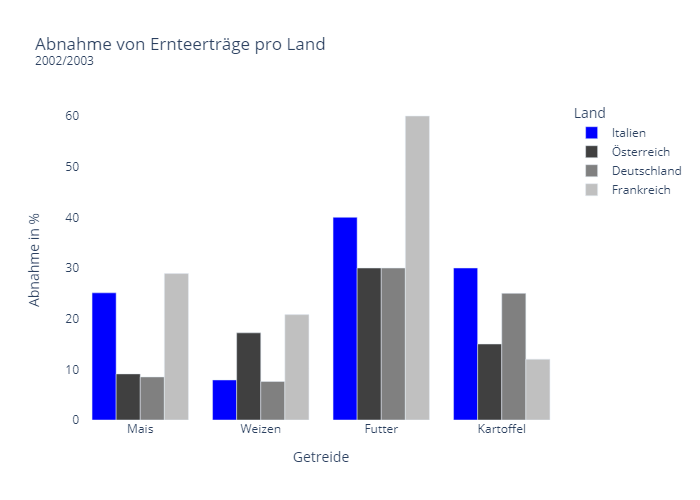 Abnahme von Ernteerträge pro Land
2002/2003
Land
Italien
Österreich
Deutschland
Frankreich
Abnahme in %
60
50
40
30
20
10
0
Mais Weizen Futter Kartoffel
Getreide